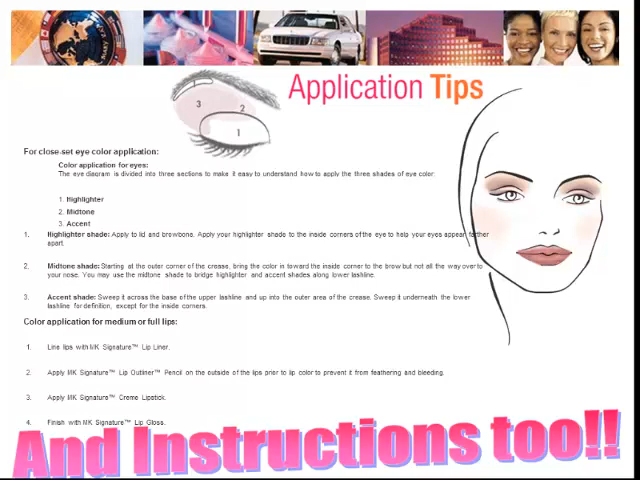 Application Tips
1
3
2
1
For close-set eye color application:
Color application for eyes:
The eye diagram is divided into three sections to make it easy to understand how to apply the three shades of eye color:
1. Highlighter
2. Midtone
3. Accent
1. Highlighter shade: Apply to lid and browbone. Apply your highlighter shade to the inside corners of the eye to help your eyes appear farther
apart.
2. Midtone shade: Starting at the outer corner of the crease, bring the color in toward the inside corner to the brow but not all the way over to
your nose. You may use the midtone shade to bridge highlighter and accent shades along lower lashline.
3. Accent shade: Sweep it across the base of the upper lashline and up into the outer area of the crease. Sweep it underneath the lower
lashline for definition, except for the inside corners.
Color application for medium or full lips:
1. Line lips with MK Signature™ Lip Liner.
2. Apply MK Signature™ Lip Outliner™ Pencil on the outside of the lips prior to lip color to prevent it from feathering and bleeding.
3. Apply MK Signature™ Creme Lipstick.
4. Finish with MK Signature™ Lip Gloss.
And Instructions too!!